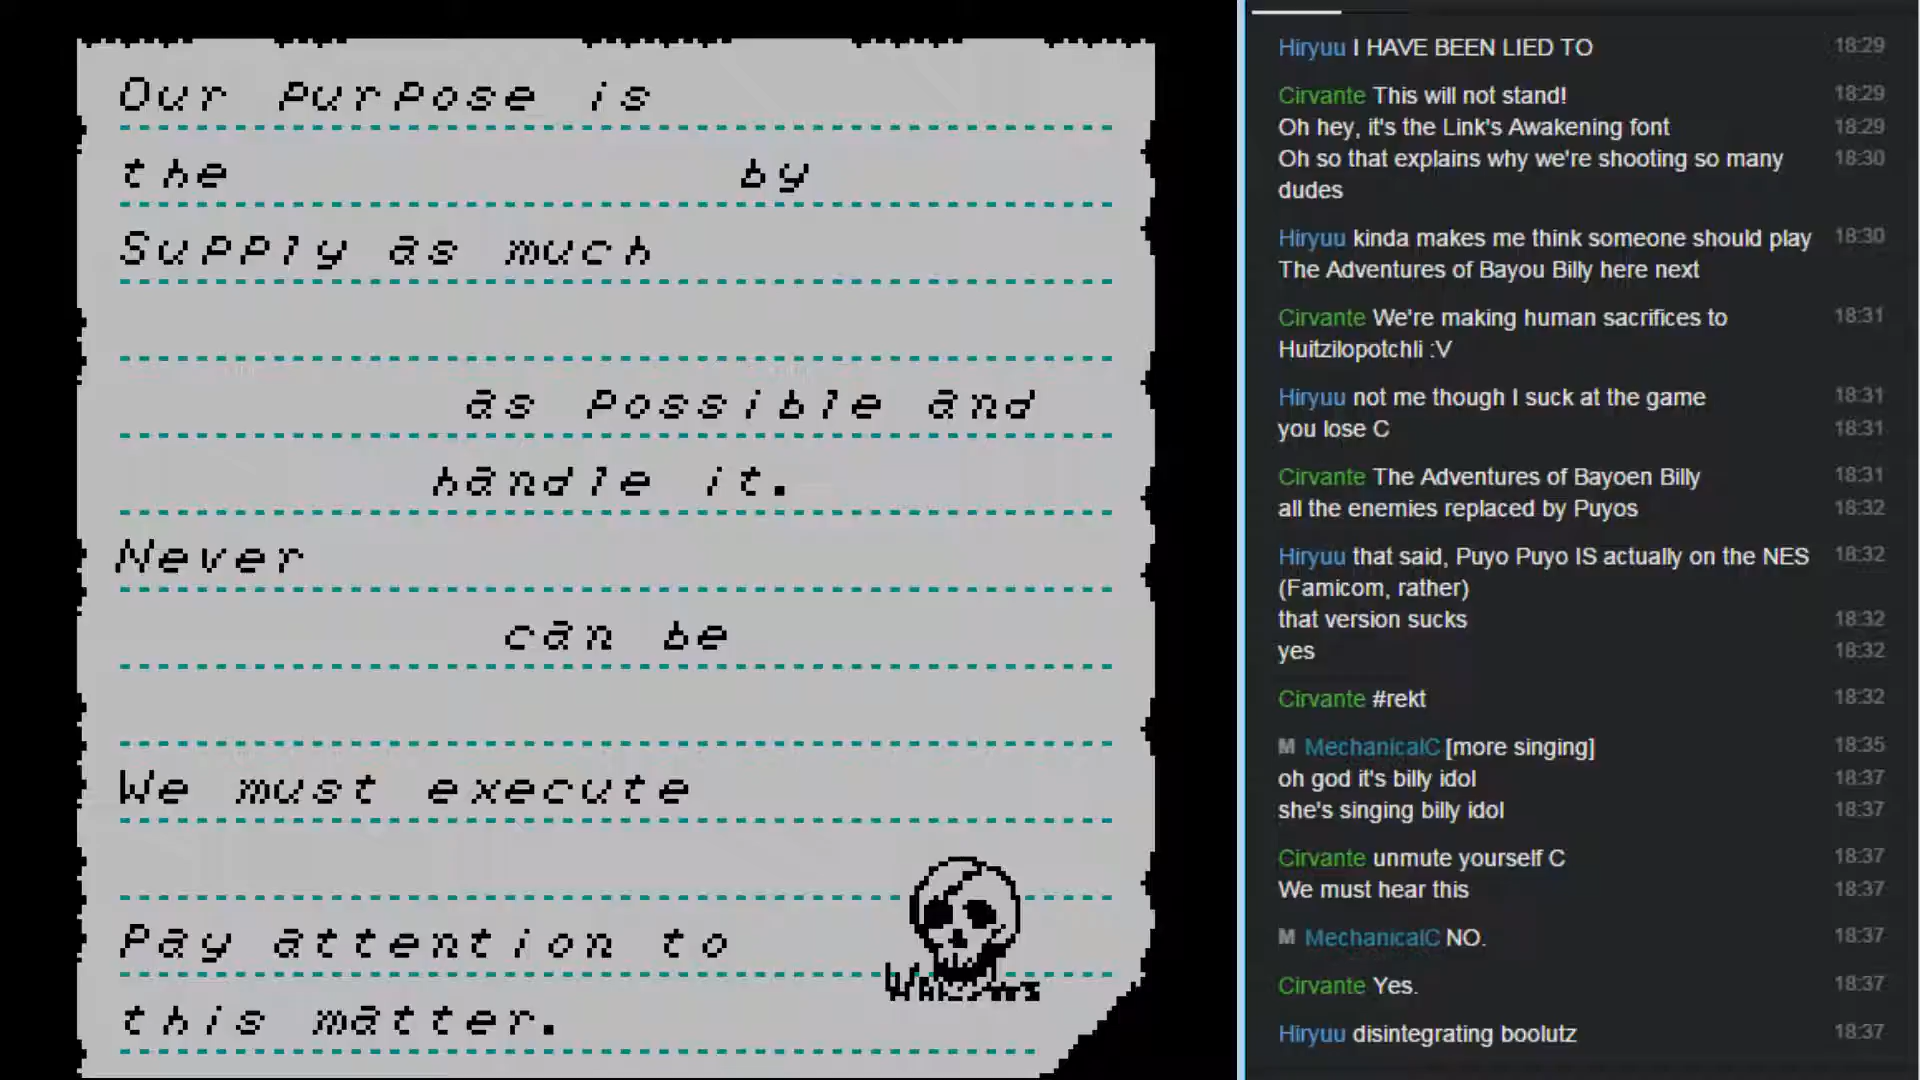 Our purpose is
the by
Supply as much
as possible and
handle it.
Never
can be
We must execute
Pay attention to
this matter.
Hiryuu I HAVE BEEN LIED TO 18:29
Cirvante This will not stand! 18:29
Oh hey, it's the Link's Awakening font 18:29
Oh so that explains why we're shooting so many 18:30
dudes
Hiryuu kinda makes me think someone should play 18:30
The Adventures of Bayou Billy here next
Cirvante We're making human sacrifices to 18:31
Huitzilopotchli :V
Hiryuu not me though I suck at the game 18:31
you lose C 18:31
Cirvante The Adventures of Bayoen Billy 18:31
all the enemies replaced by Puyos 18:32
Hiryuu that said, Puyo Puyo IS actually on the NES 18:32
(Famicom, rather)
that version sucks 18:32
yes 18:32
Cirvante #rekt 18:32
M MechanicalC [more singing] 18:35
oh god it's billy idol 18:37
she's singing billy idol 18:37
Cirvante unmute yourself C 18:37
We must hear this 18:37
M MechanicalC NO. 18:37
Cirvante Yes. 18:37
Hiryuu disintegrating boolutz 18:37